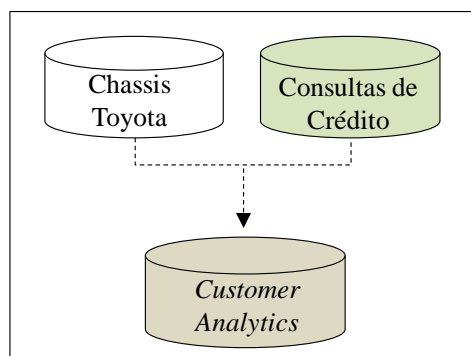 Chassis
Toyota
Consultas de
Crédito
Customer
Analytics